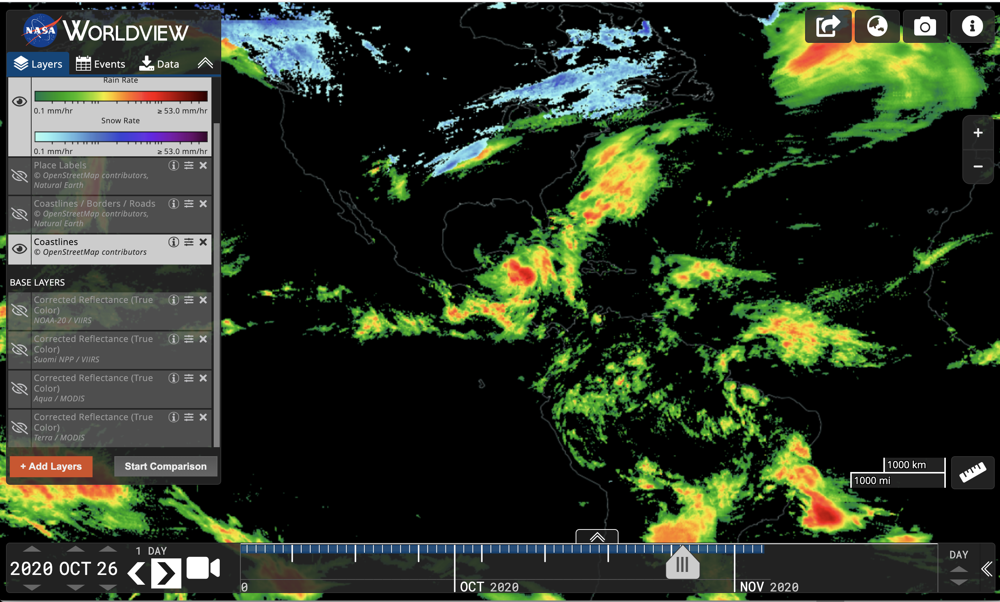 NASA WORLDVIEW
Layers Events Data
Rain Rate
0.1 mm/hr ≥ 53.0 mm/hr
Snow Rate
0.1 mm/hr ≥ 53.0 mm/hr
Place Labels
© OpenStreetMap contributors,
Natural Earth
Coastlines / Borders / Roads
© OpenStreetMap contributors,
Natural Earth
Coastlines
© OpenStreetMap contributors
BASE LAYERS
Corrected Reflectance (True
Color)
NOAA-20 / VIIRS
Corrected Reflectance (True
Color)
Suomi NPP / VIIRS
Corrected Reflectance (True
Color)
Aqua / MODIS
Corrected Reflectance (True
Color)
Terra / MODIS
+ Add Layers Start Comparison
1000 km
1000 mi
1 DAY
2020 OCT 26
0 OCT 2020 NOV 2020
DAY